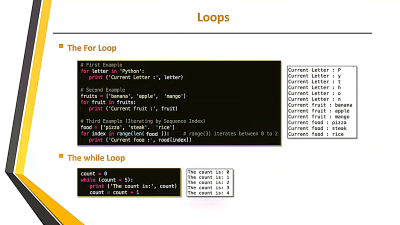 Loops
The For Loop
# First Example
for letter in 'Python':
print ('Current Letter :', letter)
# Second Example
fruits = ['banana', 'apple', 'mango']
for fruit in fruits:
print ('Current fruit :', fruit)
# Third Example (Iterating by Sequence Index)
food = ['pizza', 'steak', 'rice']
for index in range(len( food )): # range(3) iterates between 0 to 2
print ('Current food :', food[index])
Current Letter : P
Current Letter : y
Current Letter : t
Current Letter : h
Current Letter : o
Current Letter : n
Current fruit : banana
Current fruit : apple
Current fruit : mango
Current food : pizza
Current food : steak
Current food : rice
The while Loop
count = 0
while (count < 5):
print ('The count is:', count)
count = count + 1
The count is: 0
The count is: 1
The count is: 2
The count is: 3
The count is: 4